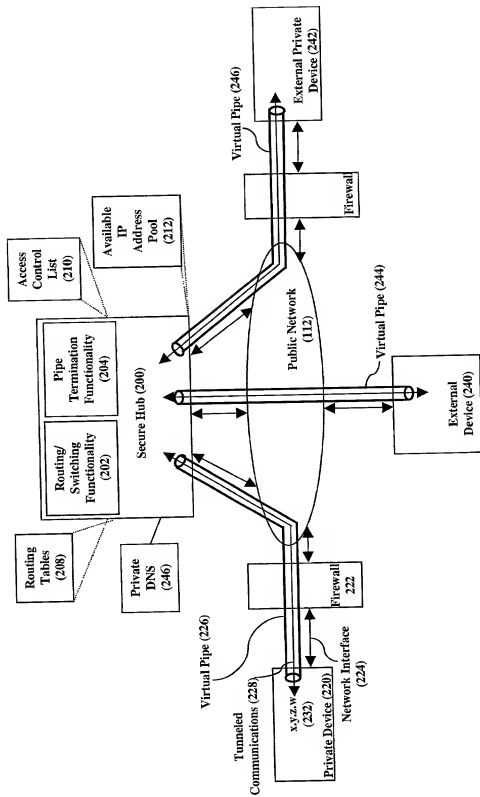 Routing
Tables
(208)
Access
Control
List
(210)
Routing/
Switching
Functionality
(202)
Pipe
Termination
Functionality
(204)
Available
IP
Address
Pool
(212)
Private
DNS
(246)
Secure Hub (200)
Virtual Pipe (226)
Virtual Pipe (246)
Tunneled
Communications (228)
Public Network
(112)
External Private
Device (242)
x.y.z.w
(232)
Private Device (220)
Firewall
222
Firewall
Network Interface
(224)
Virtual Pipe (244)
External
Device (240)